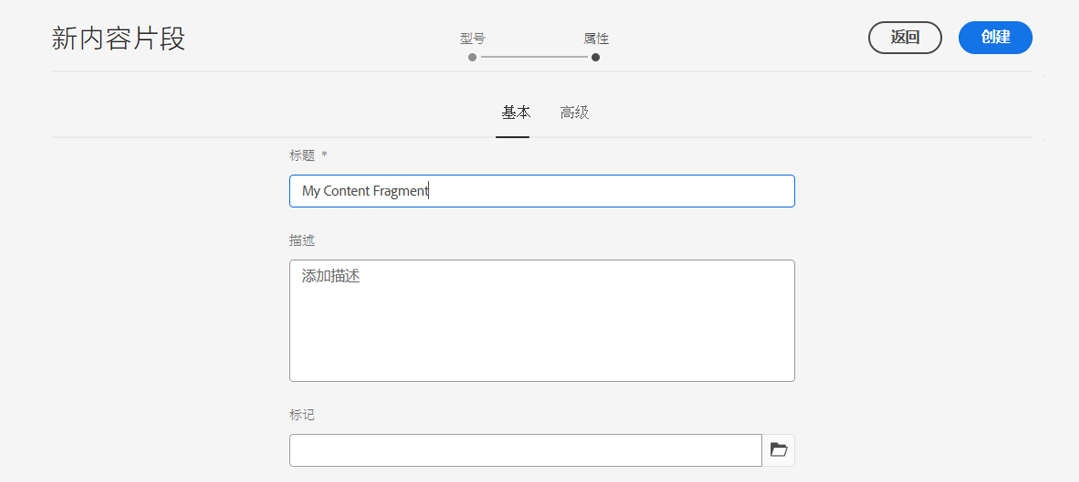 新内容片段
型号
属性
返回
创建
基本
高级
标题 *
My Content Fragment
描述
添加描述
标记